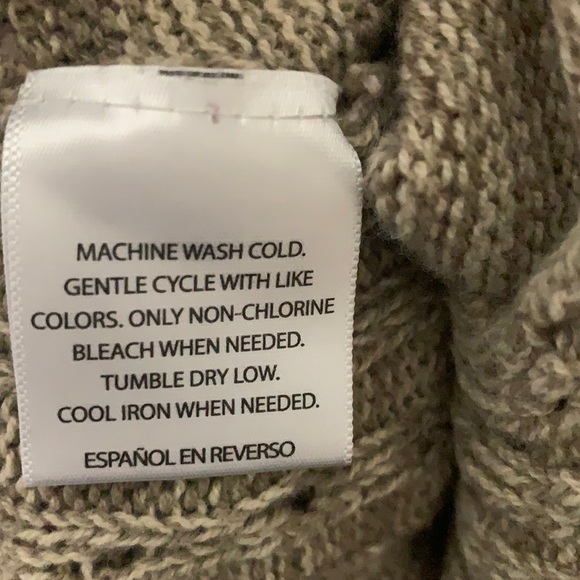 MACHINE WASH COLD.
GENTLE CYCLE WITH LIKE
COLORS. ONLY NON-CHLORINE
BLEACH WHEN NEEDED.
TUMBLE DRY LOW.
COOL IRON WHEN NEEDED.
ESPAÑOL EN REVERSO